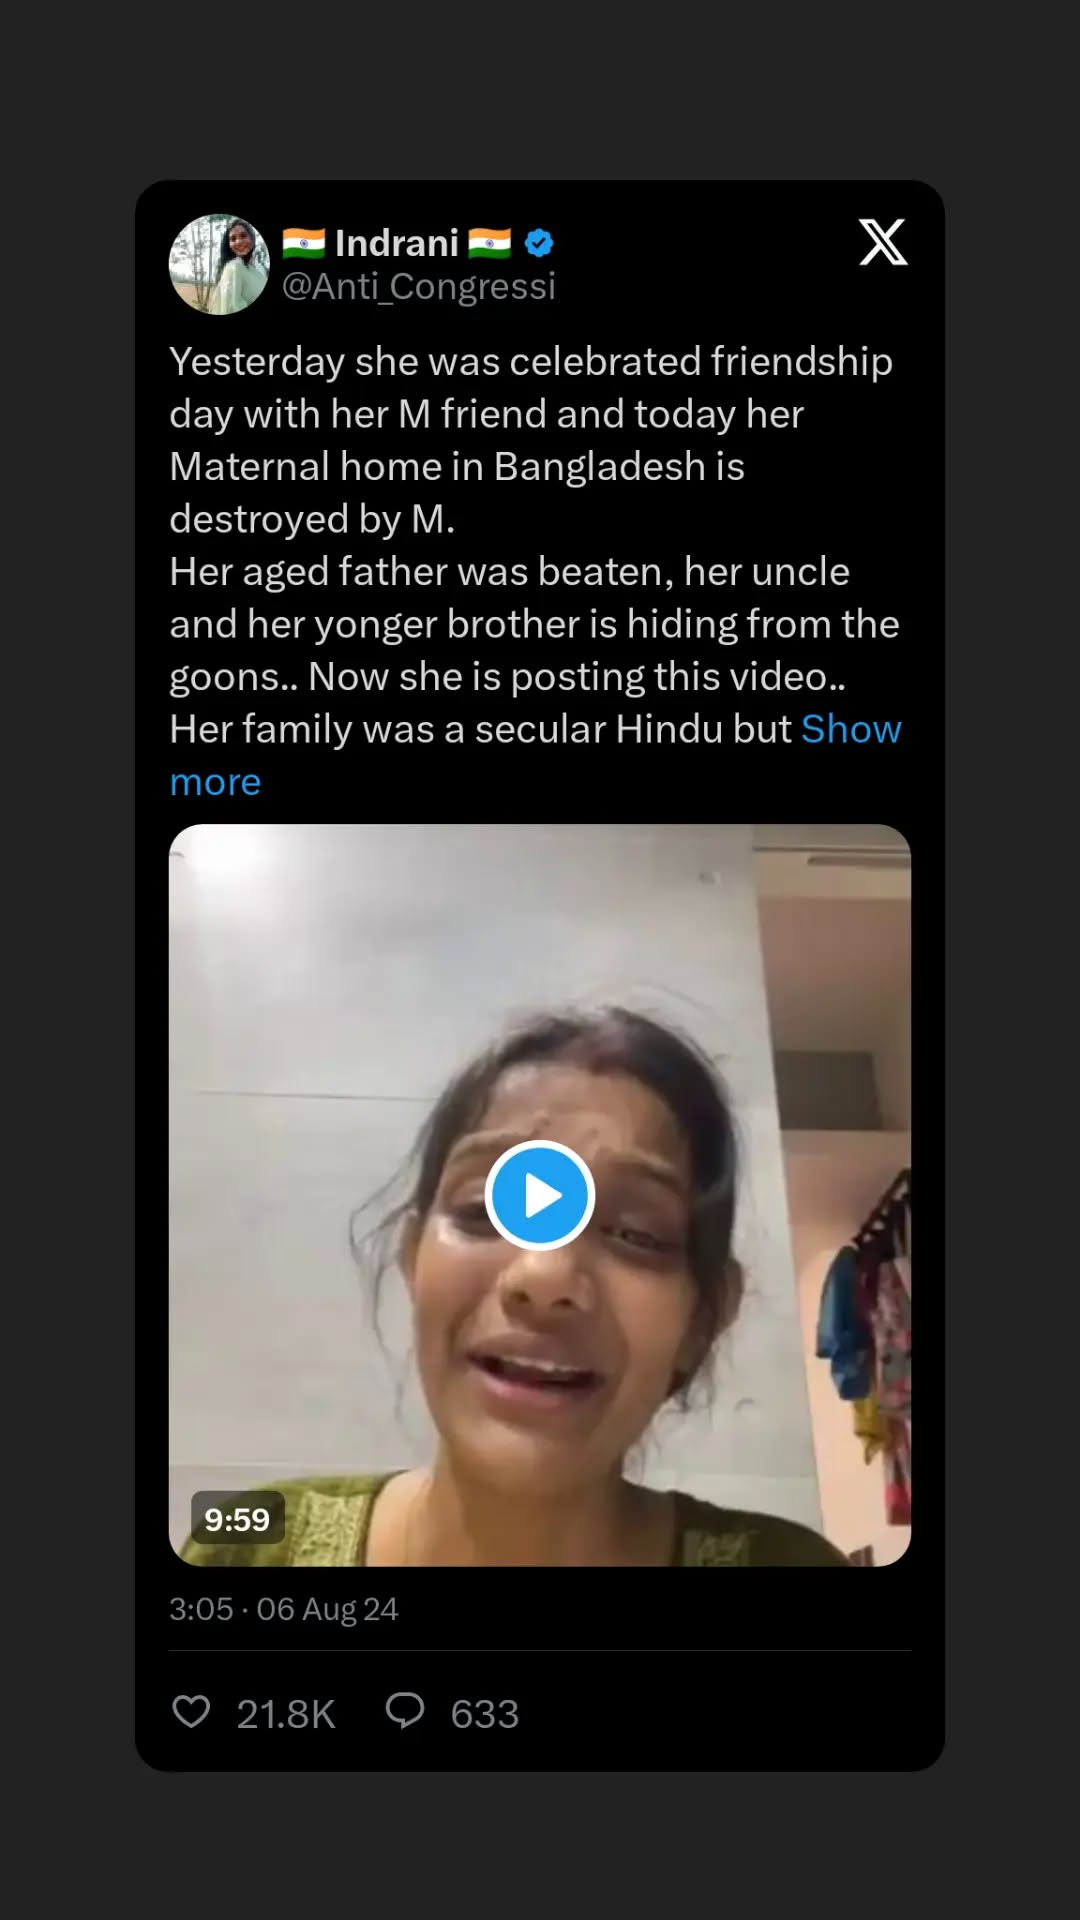 🇮🇳 Indrani 🇮🇳
@Anti_Congressi
Yesterday she was celebrated friendship
day with her M friend and today her
Maternal home in Bangladesh is
destroyed by M.
Her aged father was beaten, her uncle
and her yonger brother is hiding from the
goons.. Now she is posting this video..
Her family was a secular Hindu but Show
more
9:59
3:05 · 06 Aug 24
21.8K 633